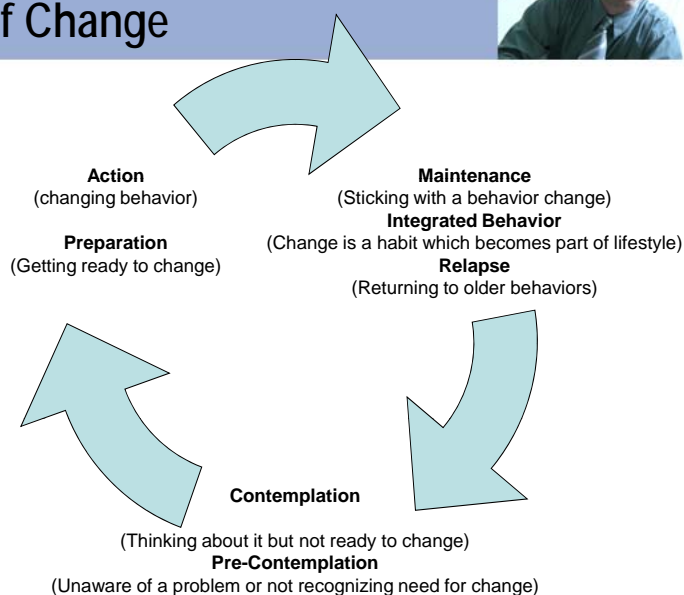 f Change
Action
(changing behavior)
Preparation
(Getting ready to change)
Maintenance
(Sticking with a behavior change)
Integrated Behavior
(Change is a habit which becomes part of lifestyle)
Relapse
(Returning to older behaviors)
Contemplation
(Thinking about it but not ready to change)
Pre-Contemplation
(Unaware of a problem or not recognizing need for change)